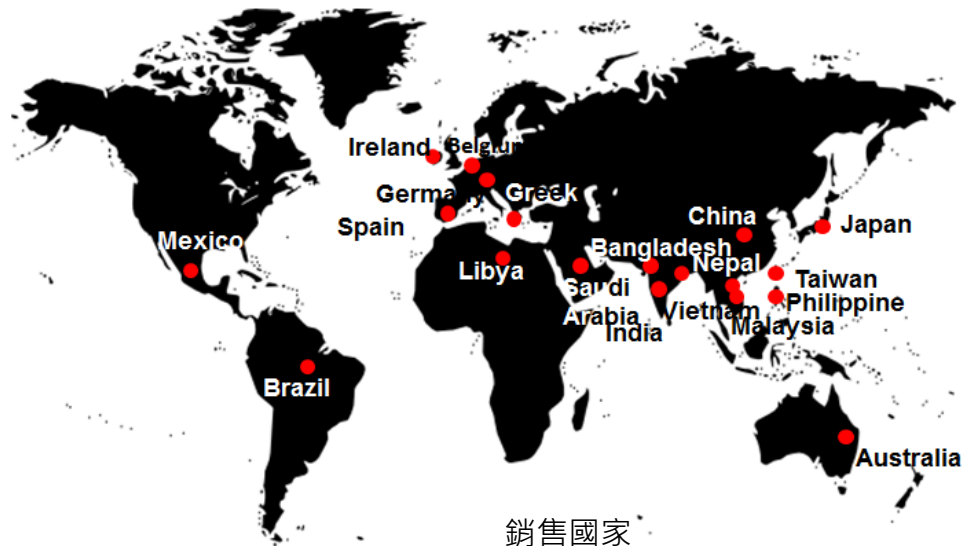 Ireland
Belgium
Germany
Greek
Spain
China
Japan
Mexico
Bangladesh
Nepal
Libya
Saudi
Arabia
India
Vietnam
Taiwan
Philippine
Malaysia
Brazil
Australia
銷售國家